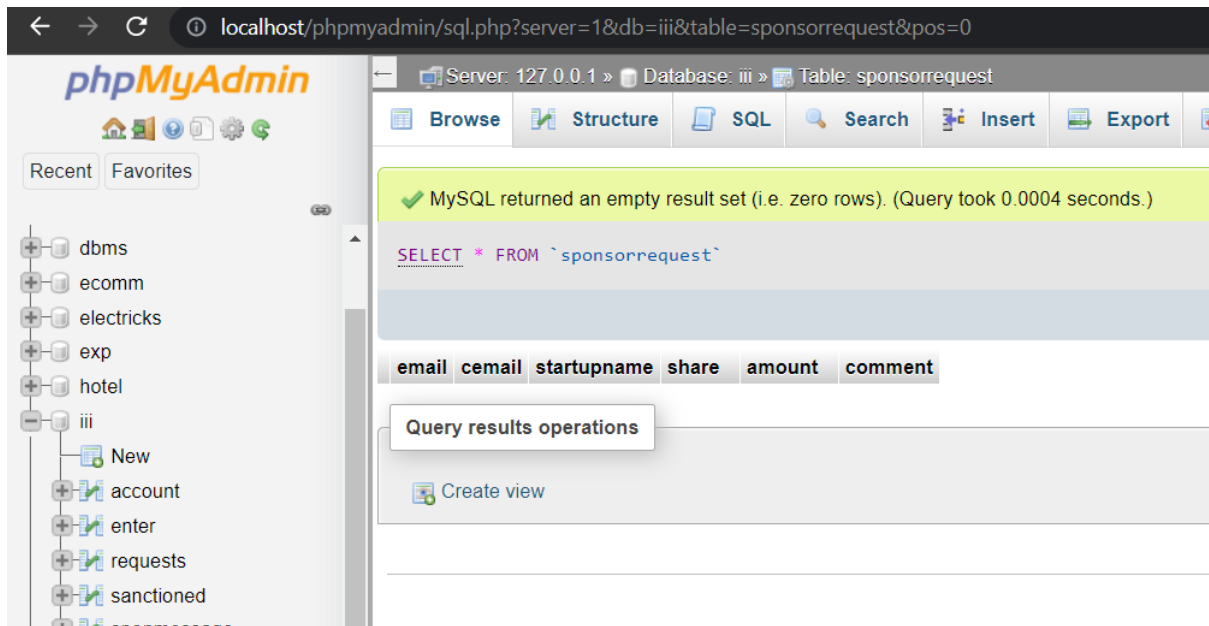 localhost/phpmyadmin/sql.php?server=1&db=iii&table=sponsorrequest&pos=0
phpMyAdmin
Recent Favorites
dbms
ecomm
electricks
exp
hotel
iii
New
account
enter
requests
sanctioned
Server: 127.0.0.1 » Database: iii » Table: sponsorrequest
Browse Structure SQL Search Insert Export
MySQL returned an empty result set (i.e. zero rows). (Query took 0.0004 seconds.)
SELECT * FROM `sponsorrequest`
email cemail startupname share amount comment
Query results operations
Create view